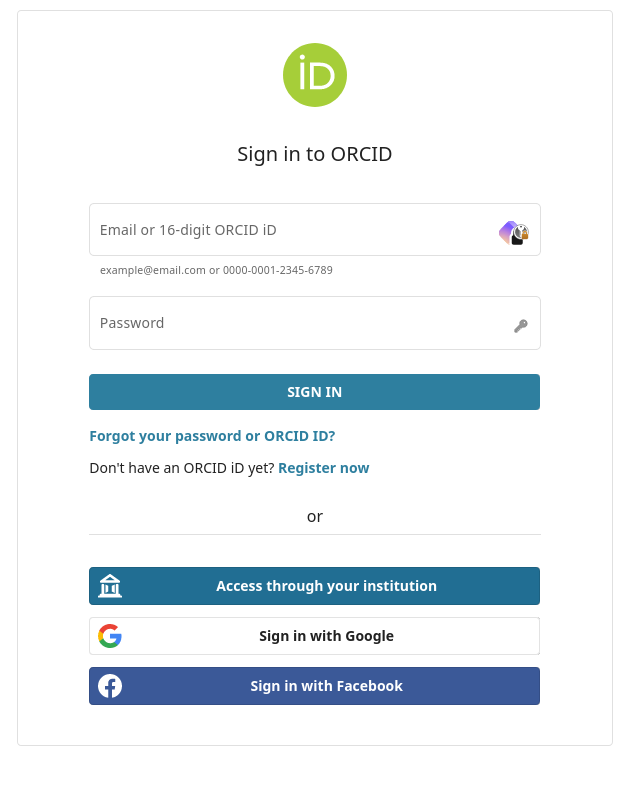 iD
Sign in to ORCID
Email or 16-digit ORCID iD
example@email.com or 0000-0001-2345-6789
Password
SIGN IN
Forgot your password or ORCID ID?
Don't have an ORCID iD yet? Register now
or
Access through your institution
Sign in with Google
Sign in with Facebook